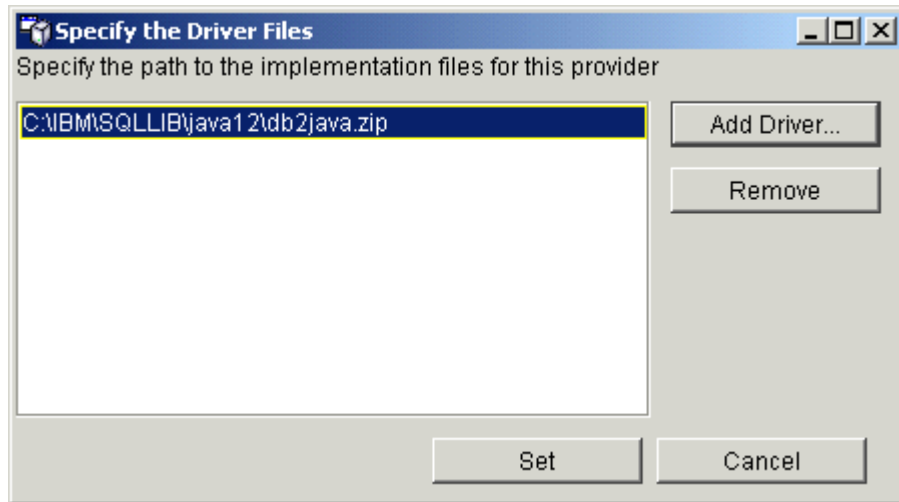 Specify the Driver Files
Specify the path to the implementation files for this provider
C:\IBM\SQLLIB\java12\db2java.zip
Add Driver...
Remove
Set
Cancel